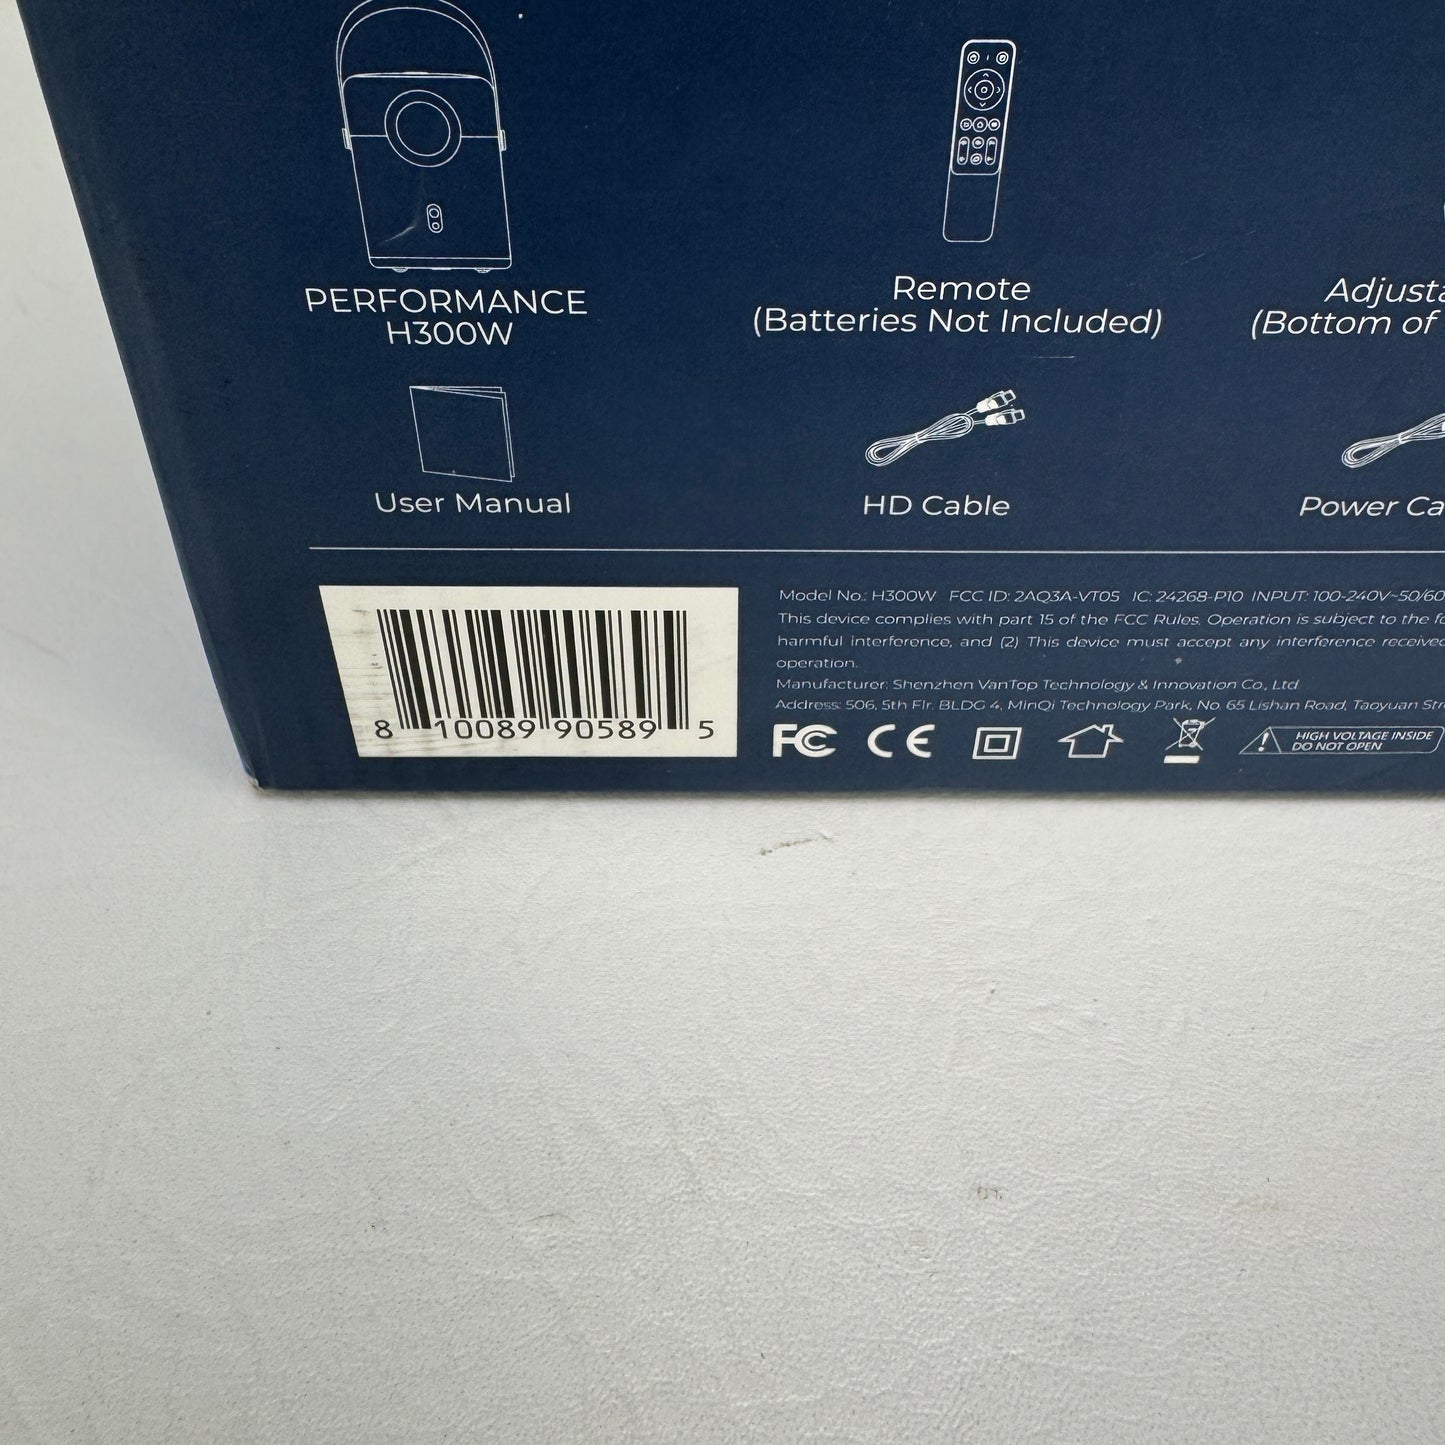 PERFORMANCE
H300W
Remote
(Batteries Not Included)
Adjusta
(Bottom of
User Manual
HD Cable
Power Ca
8 10089 90589 5
Model No.: H300W FCC ID: 2AQ3A-VT05 IC: 24268-P10 INPUT: 100-240V~50/60
This device complies with part 15 of the FCC Rules. Operation is subject to the fo
harmful interference, and (2) This device must accept any interference received
operation.
Manufacturer: Shenzhen VanTop Technology & Innovation Co., Ltd.
Address: 506, 5th Flr. BLDG 4, MinQi Technology Park, No. 65 Lishan Road, Taoyuan Str
FC CE
HIGH VOLTAGE INSIDE
DO NOT OPEN